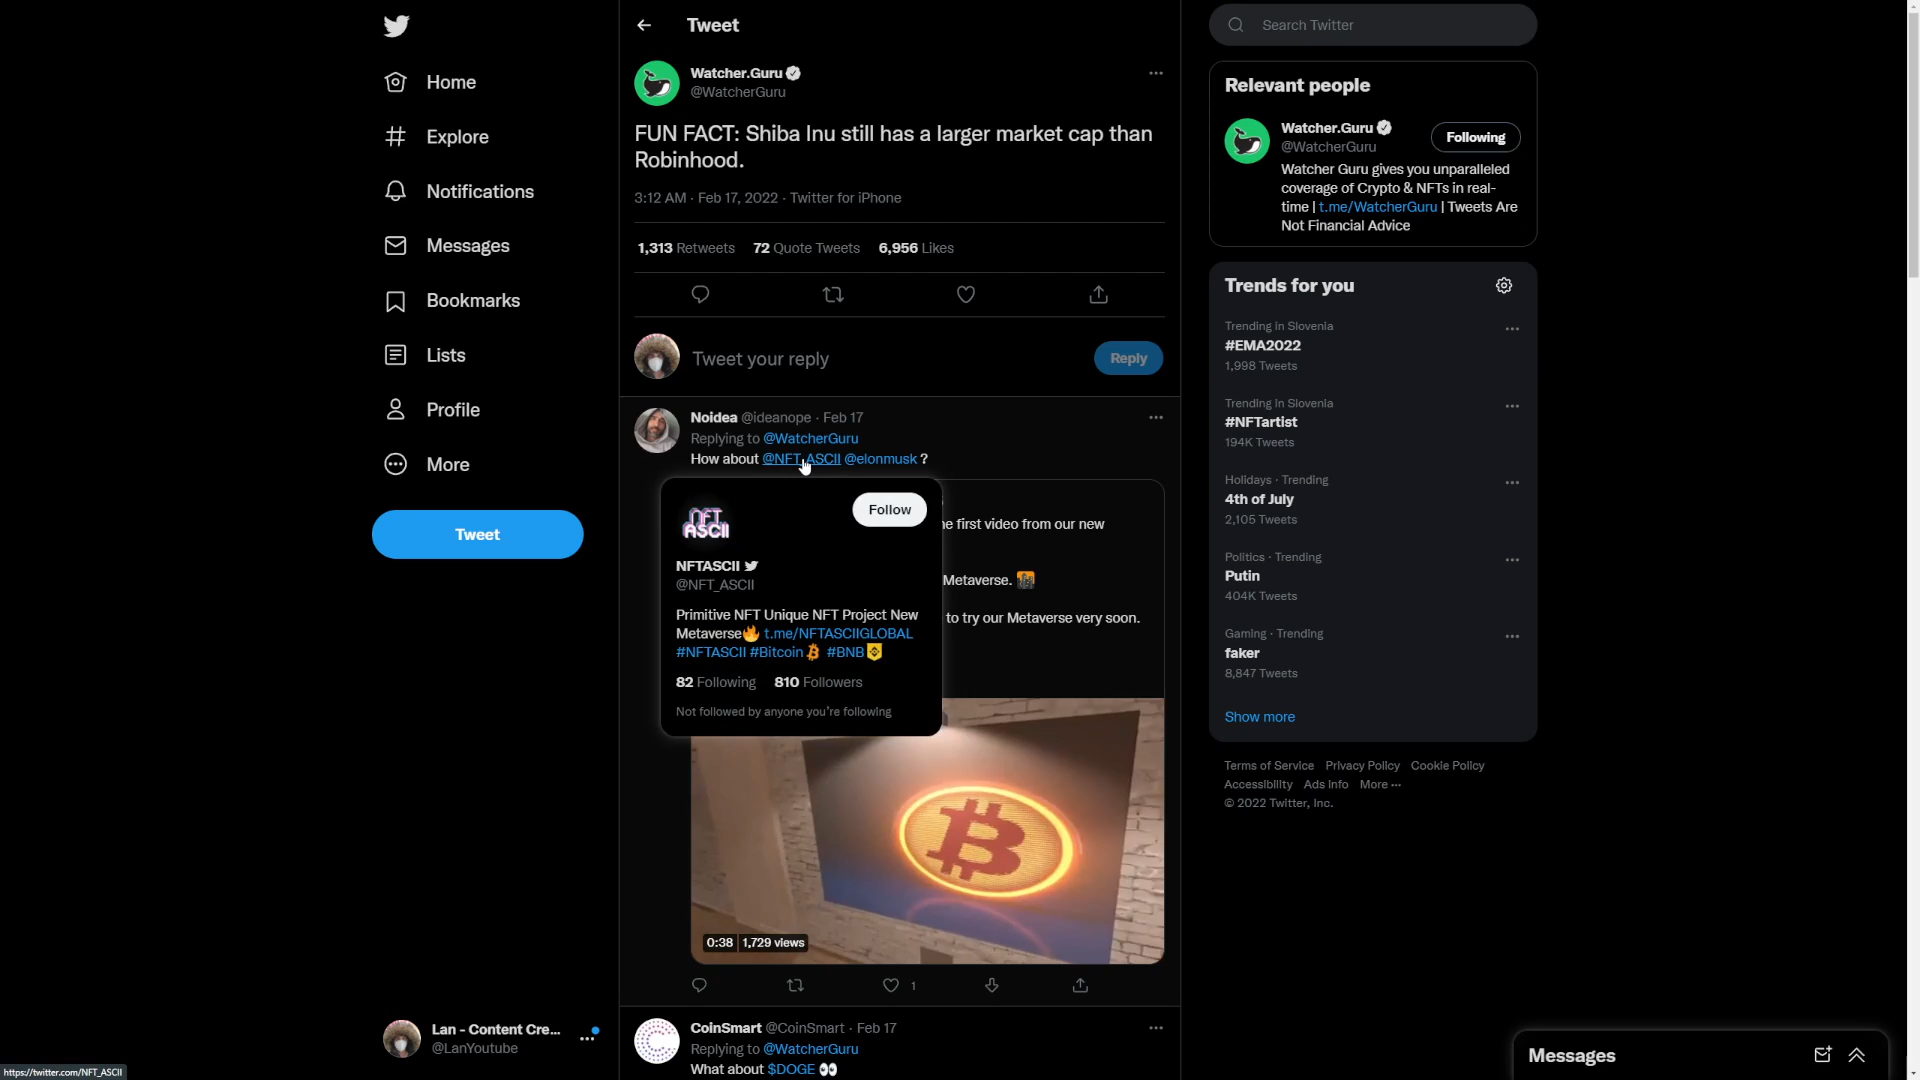 Home
Explore
Notifications
Messages
Bookmarks
Lists
Profile
More
Tweet
Lan - Content Cre...
@LanYoutube
https://twitter.com/NFT_ASCII
Tweet
Watcher.Guru
@WatcherGuru
FUN FACT: Shiba Inu still has a larger market cap than
Robinhood.
3:12 AM · Feb 17, 2022 · Twitter for iPhone
1,313 Retweets 72 Quote Tweets 6,956 Likes
Tweet your reply
Reply
Noidea @ideanope · Feb 17
Replying to @WatcherGuru
How about @NFT_ASCII @elonmusk ?
NFT
ASCII
Follow
NFTASCII
@NFT_ASCII
Primitive NFT Unique NFT Project New
Metaverse🔥 t.me/NFTASCIIGLOBAL
#NFTASCII #Bitcoin #BNB
82 Following 810 Followers
Not followed by anyone you're following
first video from our new
Metaverse.
to try our Metaverse very soon.
0:38 1,729 views
1
CoinSmart @CoinSmart · Feb 17
Replying to @WatcherGuru
What about $DOGE 👀
Search Twitter
Relevant people
Watcher.Guru
@WatcherGuru
Following
Watcher Guru gives you unparalleled
coverage of Crypto & NFTs in real-
time | t.me/WatcherGuru | Tweets Are
Not Financial Advice
Trends for you
Trending in Slovenia
#EMA2022
1,998 Tweets
Trending in Slovenia
#NFTartist
194K Tweets
Holidays · Trending
4th of July
2,105 Tweets
Politics · Trending
Putin
404K Tweets
Gaming · Trending
faker
8,847 Tweets
Show more
Terms of Service Privacy Policy Cookie Policy
Accessibility Ads info More ···
© 2022 Twitter, Inc.
Messages